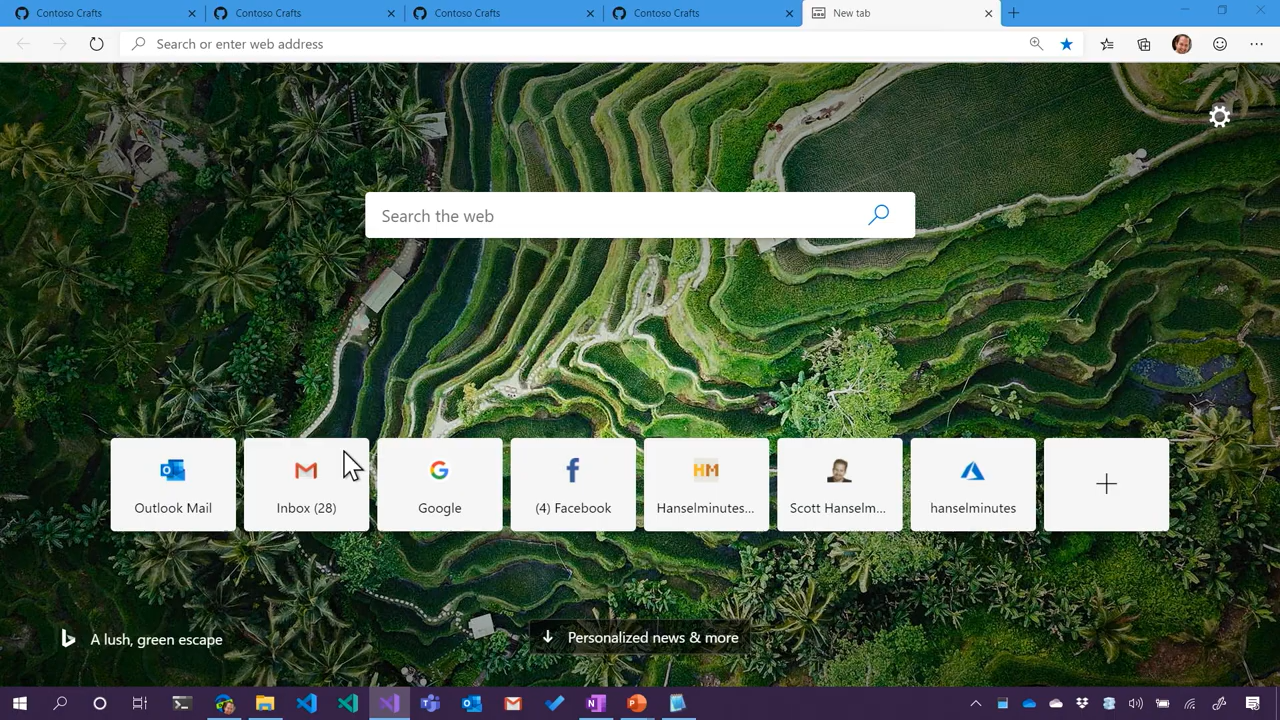 Contoso Crafts
Contoso Crafts
Contoso Crafts
Contoso Crafts
New tab
Search or enter web address
Search the web
Outlook Mail
Inbox (28)
Google
(4) Facebook
HM
Hanselminutes...
Scott Hanselm...
hanselminutes
A lush, green escape
Personalized news & more